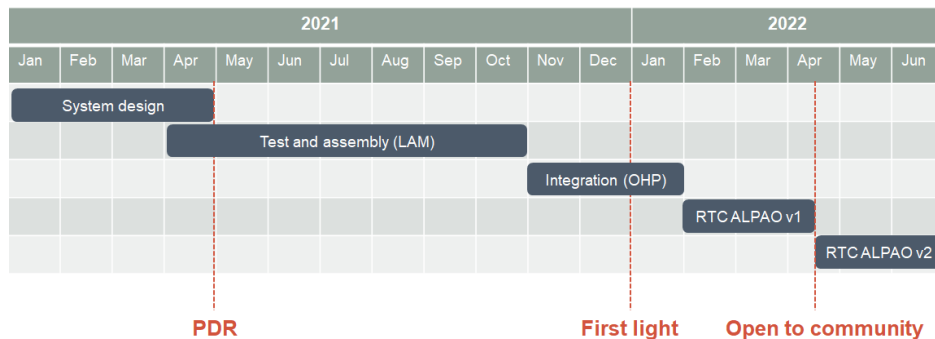 2021 2022
Jan Feb Mar Apr May Jun Jul Aug Sep Oct Nov Dec Jan Feb Mar Apr May Jun
System design
Test and assembly (LAM)
Integration (OHP)
RTC ALPAO v1
RTC ALPAO v2
PDR First light Open to community